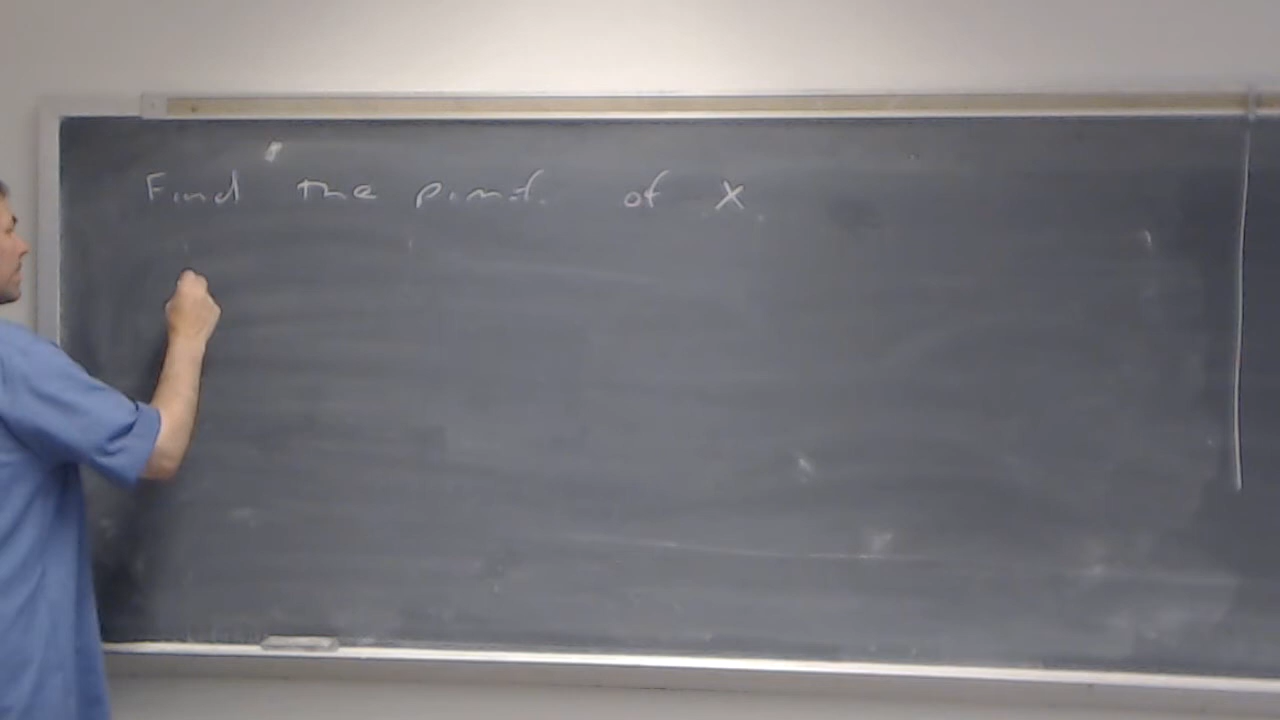 Find the p.m.f. of X